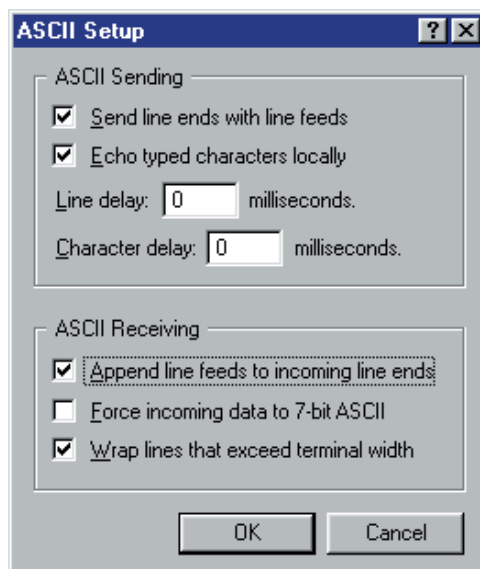 ASCII Setup
ASCII Sending
Send line ends with line feeds
Echo typed characters locally
Line delay: 0 milliseconds.
Character delay: 0 milliseconds.
ASCII Receiving
Append line feeds to incoming line ends
Force incoming data to 7-bit ASCII
Wrap lines that exceed terminal width
OK Cancel